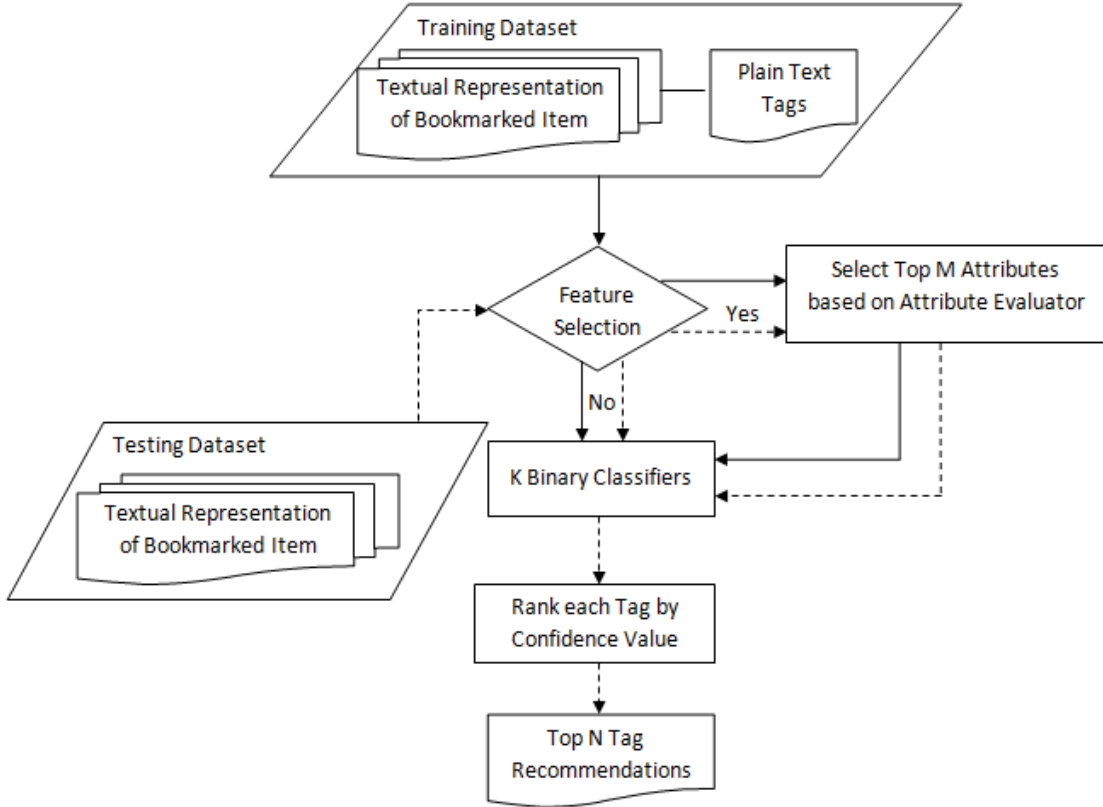 Training Dataset
Textual Representation
of Bookmarked Item
Plain Text
Tags
Feature
Selection
Yes
Select Top M Attributes
based on Attribute Evaluator
No
Testing Dataset
Textual Representation
of Bookmarked Item
K Binary Classifiers
Rank each Tag by
Confidence Value
Top N Tag
Recommendations